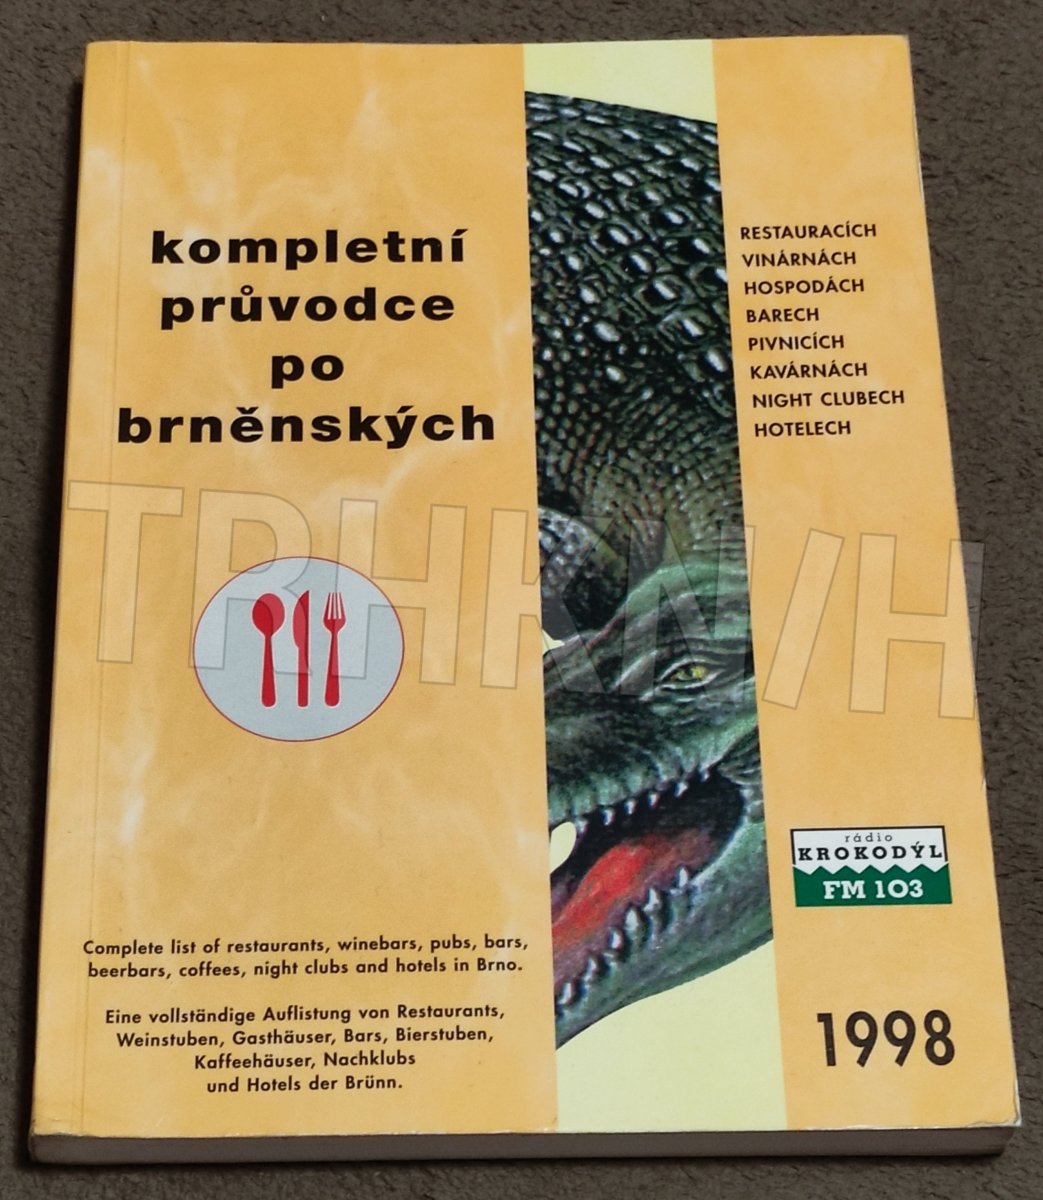 kompletní
průvodce
po
brněnských
RESTAURACÍCH
VINÁRNÁCH
HOSPODÁCH
BARECH
PIVNICÍCH
KAVÁRNÁCH
NIGHT CLUBECH
HOTELECH
TRHKNIH
rádio
KROKODÝL
FM 103
Complete list of restaurants, winebars, pubs, bars,
beerbars, coffees, night clubs and hotels in Brno.
Eine vollständige Auflistung von Restaurants,
Weinstuben, Gasthäuser, Bars, Bierstuben,
Kaffeehäuser, Nachklubs
und Hotels der Brünn.
1998